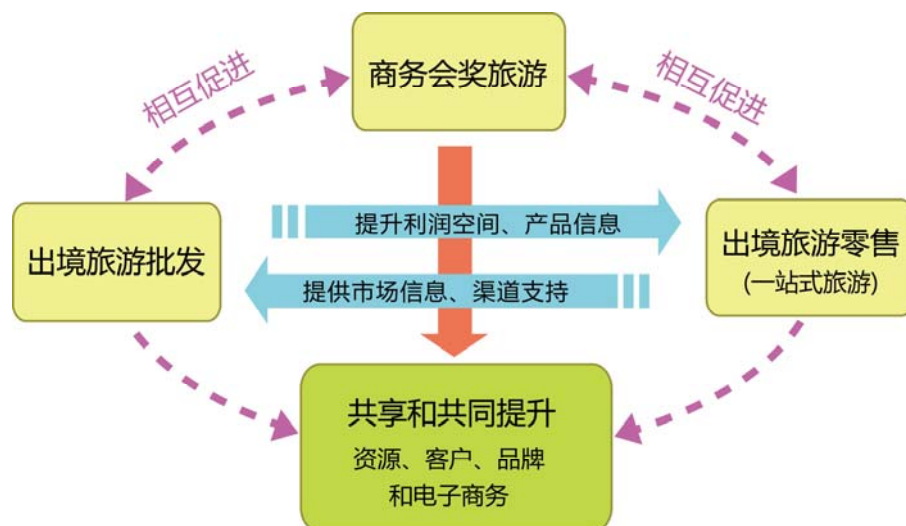 商务会奖旅游
相互促进
相互促进
提升利润空间、产品信息
出境旅游批发
出境旅游零售
(一站式旅游)
提供市场信息、渠道支持
共享和共同提升
资源、客户、品牌
和电子商务